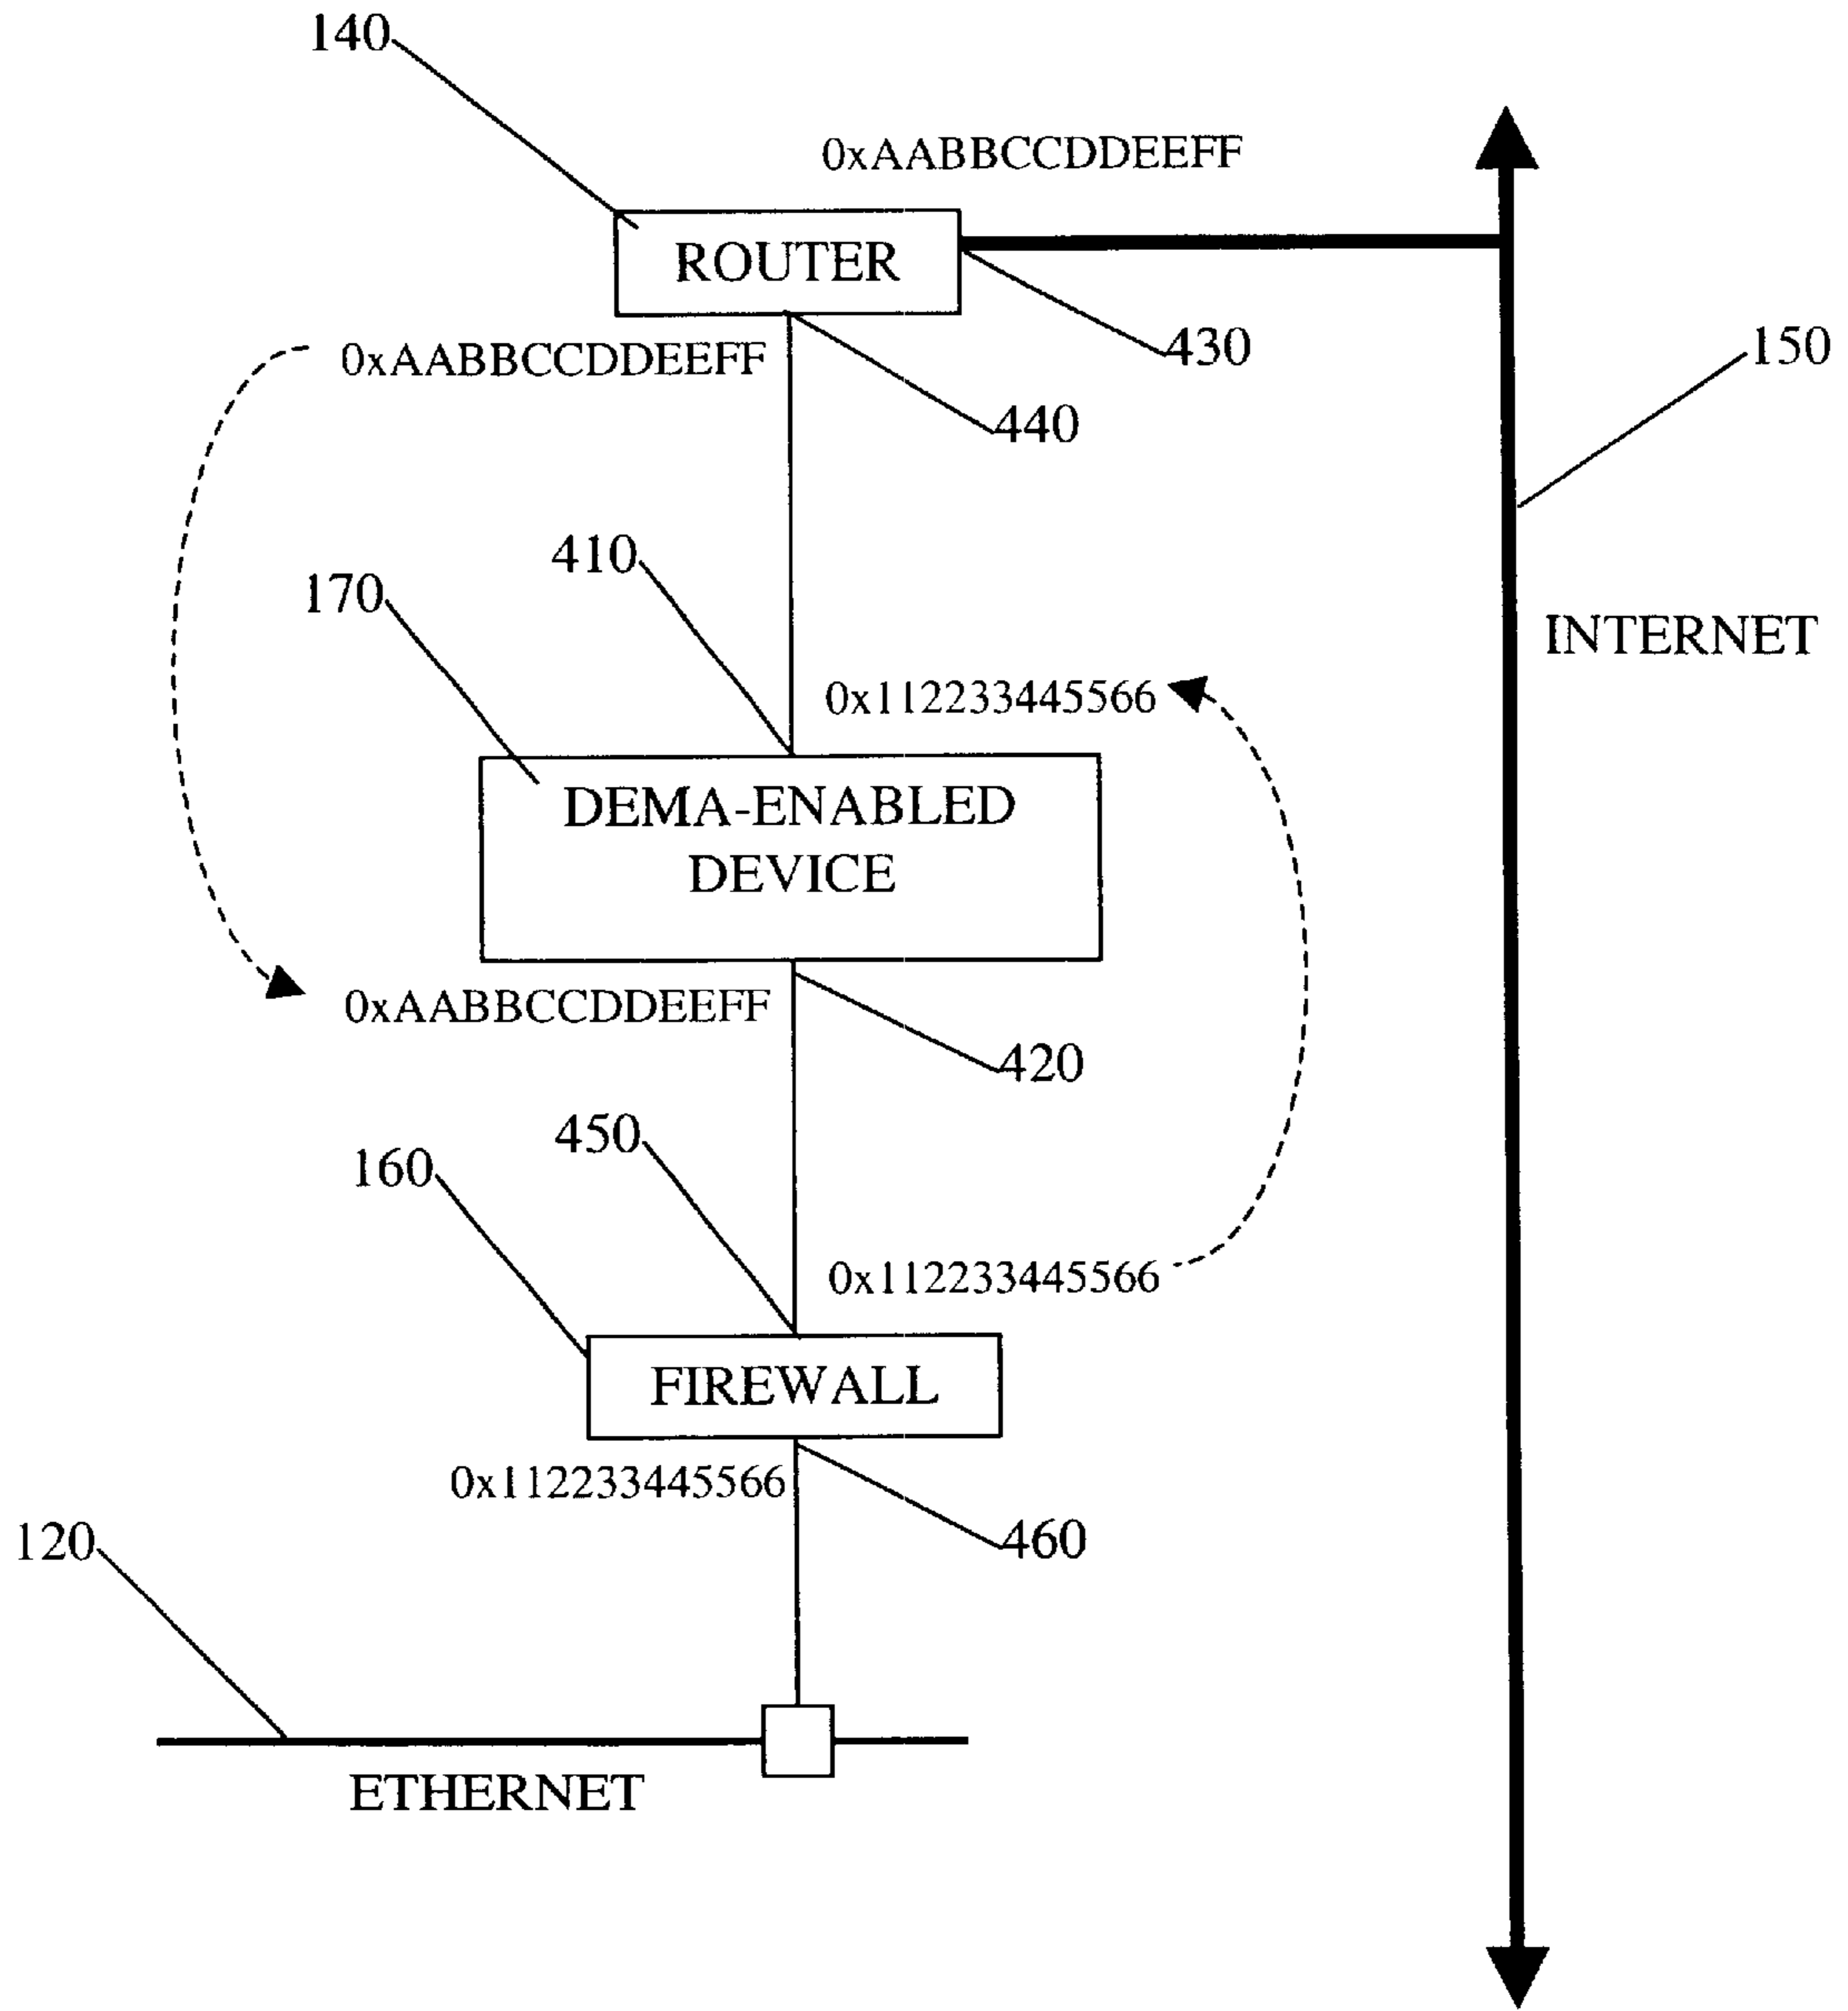 140
0xAABBCCDDEEFF
ROUTER
430
150
0xAABBCCDDEEFF
440
410
170
INTERNET
0x112233445566
DEMA-ENABLED
DEVICE
0xAABBCCDDEEFF
420
450
160
0x112233445566
FIREWALL
0x112233445566
460
120
ETHERNET